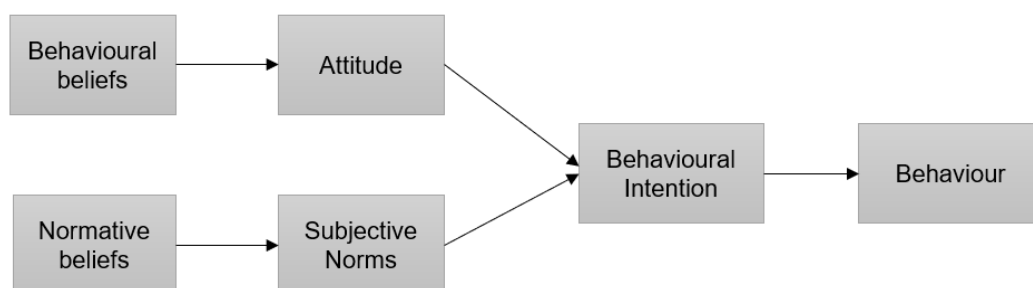 Behavioural
beliefs
Attitude
Behavioural
Intention
Behaviour
Normative
beliefs
Subjective
Norms